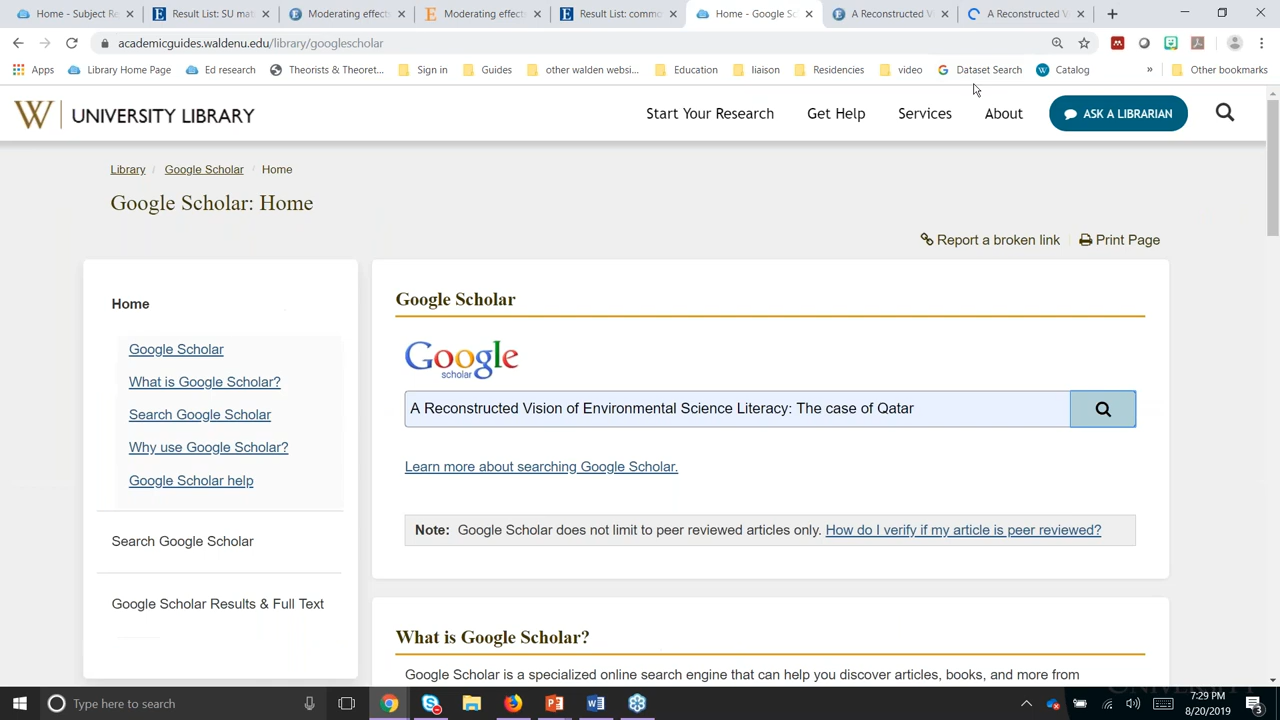 Home - Subject Re
Result List: SU mat
Moderating effect
Moderating effect
Result List: commo
Home - Google Sc
A Reconstructed Vi
A Reconstructed V
academicguides.waldenu.edu/library/googlescholar
Apps
Library Home Page
Ed research
Theorists & Theoret...
Sign in
Guides
other walden websi...
Education
liaison
Residencies
video
Dataset Search
Catalog
»
Other bookmarks
W UNIVERSITY LIBRARY
Start Your Research
Get Help
Services
About
ASK A LIBRARIAN
Library / Google Scholar / Home
Google Scholar: Home
Report a broken link
Print Page
Home
Google Scholar
What is Google Scholar?
Search Google Scholar
Why use Google Scholar?
Google Scholar help
Search Google Scholar
Google Scholar Results & Full Text
Google Scholar
Google
scholar
A Reconstructed Vision of Environmental Science Literacy: The case of Qatar
Learn more about searching Google Scholar.
Note: Google Scholar does not limit to peer reviewed articles only. How do I verify if my article is peer reviewed?
What is Google Scholar?
Google Scholar is a specialized online search engine that can help you discover articles, books, and more from
Type here to search
7:29 PM
8/20/2019
3